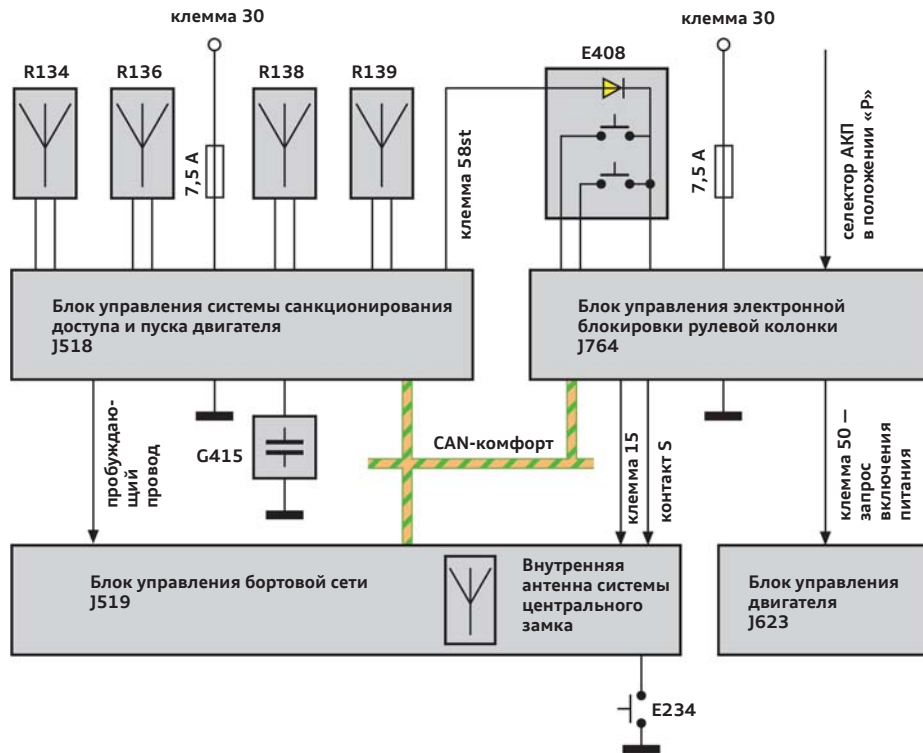 клемма 30
клемма 30
R134
R136
R138
R139
E408
7,5 А
клемма 58st
7,5 А
селектор АКП
в положении «P»
Блок управления системы санкционирования
доступа и пуска двигателя
J518
Блок управления электронной
блокировки рулевой колонки
J764
пробуждаю-
щий
провод
G415
CAN-комфорт
клемма 15
контакт S
клемма 50 —
запрос
включения
питания
Блок управления бортовой сети
J519
Внутренняя
антенна системы
центрального
замка
Блок управления
двигателя
J623
E234